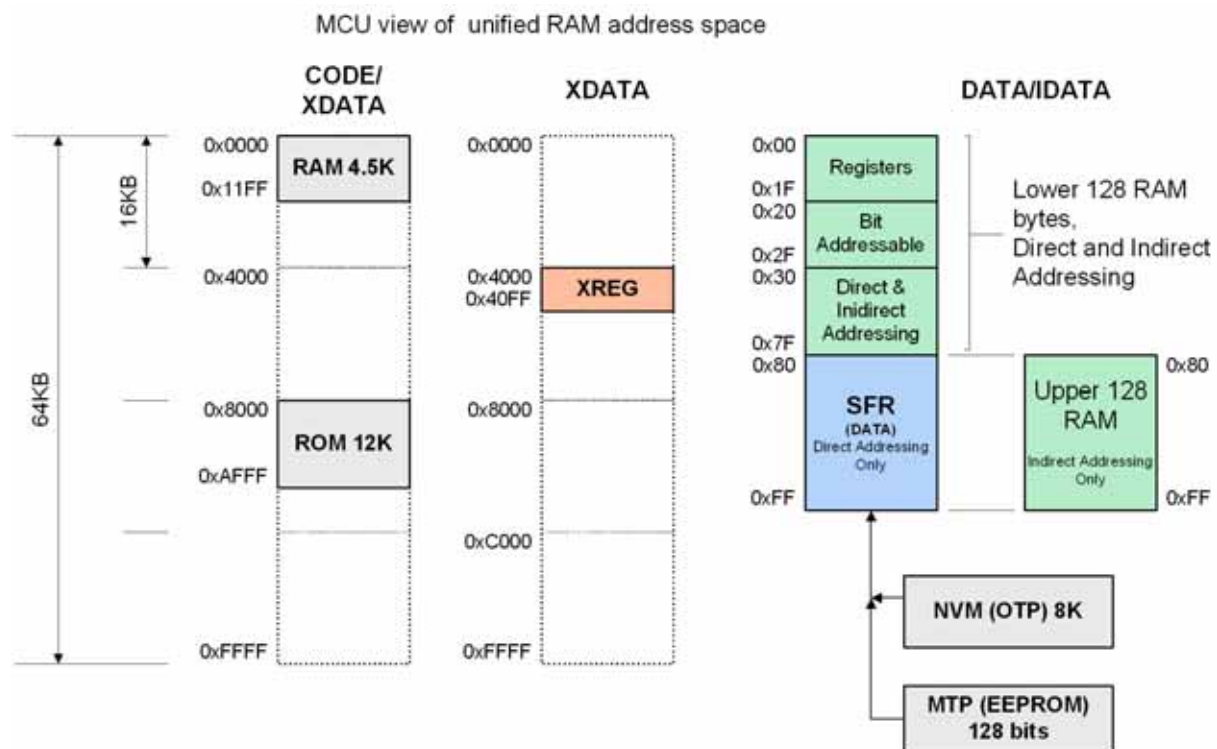 MCU view of unified RAM address space
CODE/
XDATA
XDATA
DATA/IDATA
64KB
16KB
0x0000
RAM 4.5K
0x11FF
0x4000
0x8000
ROM 12K
0xAFFF
0xFFFF
0x0000
0x4000
XREG
0x40FF
0x8000
0xC000
0xFFFF
0x00
Registers
0x1F
0x20
Bit
Addressable
0x2F
0x30
Direct &
Inidirect
Addressing
0x7F
0x80
SFR
(DATA)
Direct Addressing
Only
0xFF
Lower 128 RAM
bytes,
Direct and Indirect
Addressing
0x80
Upper 128
RAM
Indirect Addressing
Only
0xFF
NVM (OTP) 8K
MTP (EEPROM)
128 bits